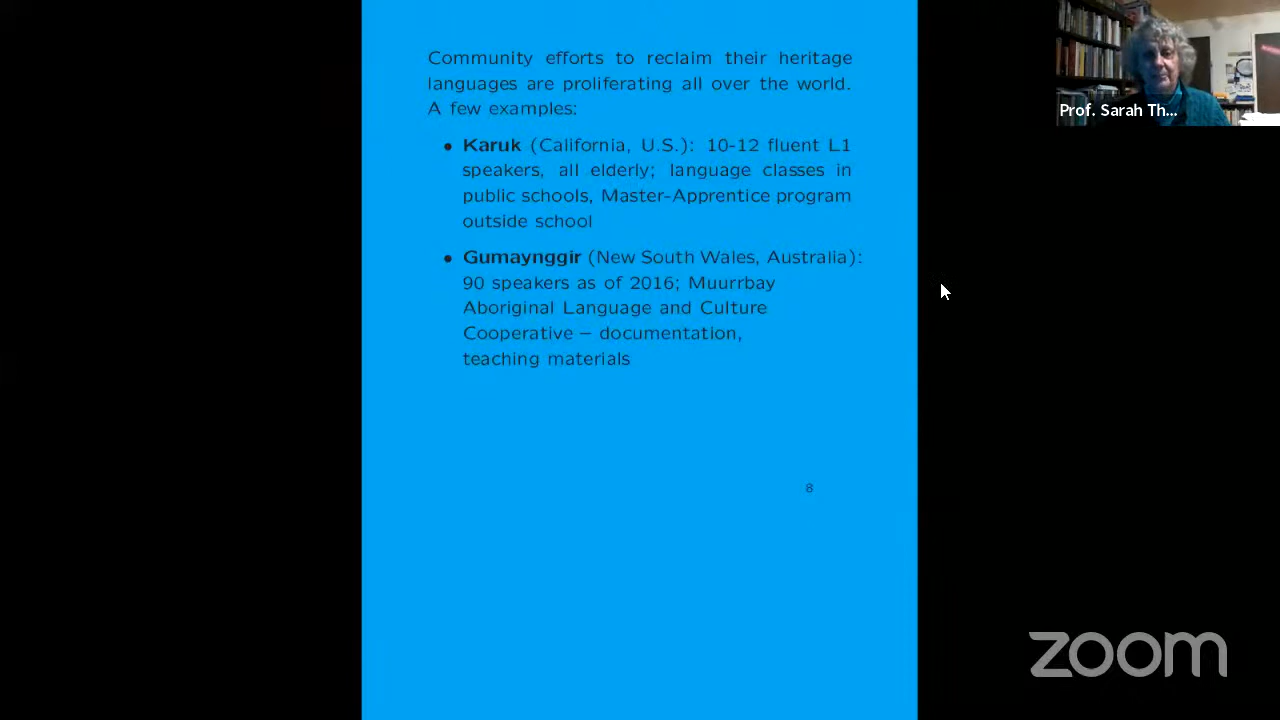 Community efforts to reclaim their heritage
languages are proliferating all over the world.
A few examples:
• Karuk (California, U.S.): 10-12 fluent L1
speakers, all elderly; language classes in
public schools, Master-Apprentice program
outside school
• Gumaynggir (New South Wales, Australia):
90 speakers as of 2016; Muurrbay
Aboriginal Language and Culture
Cooperative – documentation,
teaching materials
8
Prof. Sarah Th...
zoom